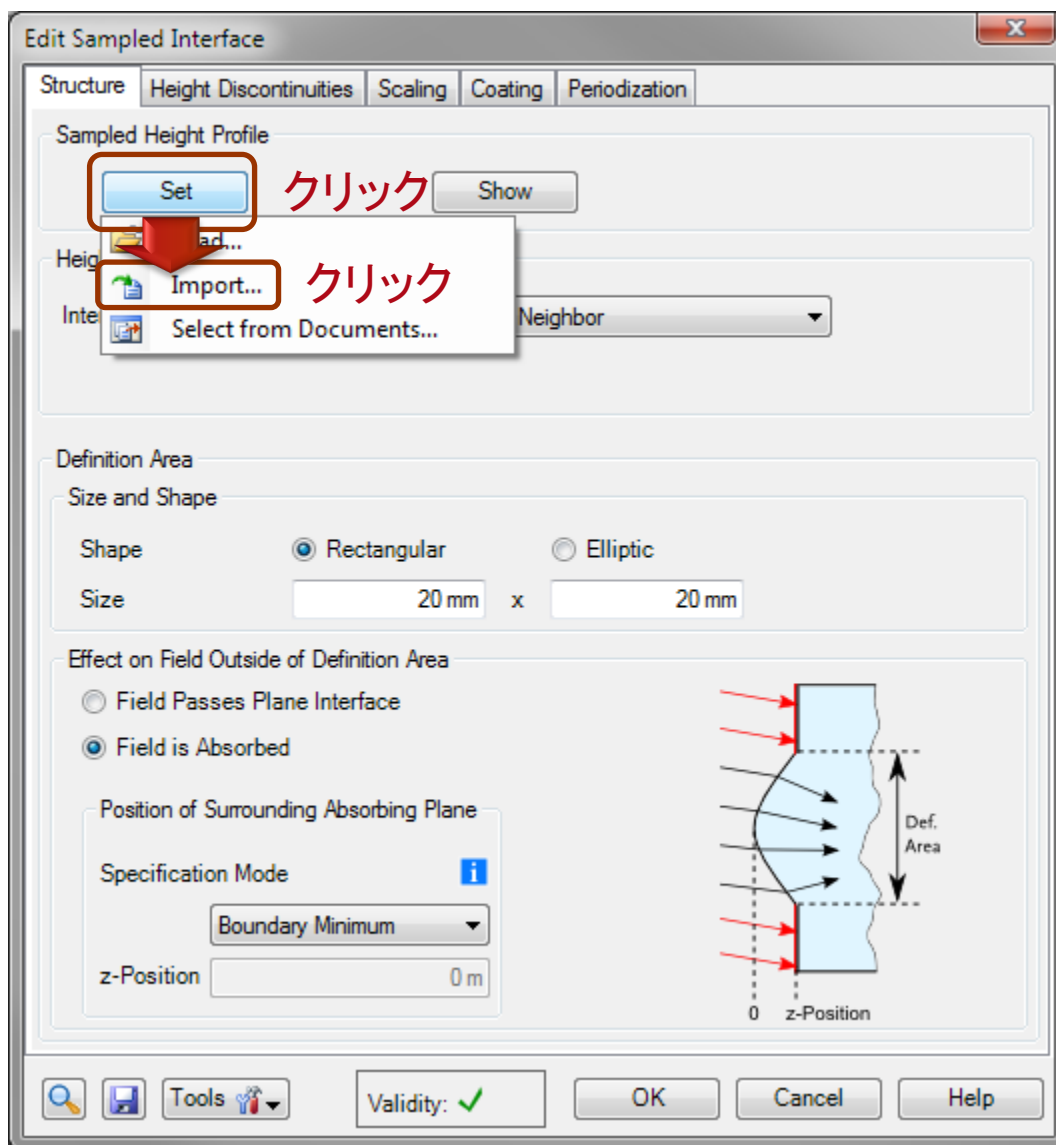 Edit Sampled Interface
Structure Height Discontinuities Scaling Coating Periodization
Sampled Height Profile
Set クリック Show
Import... クリック
Neighbor
Select from Documents...
Definition Area
Size and Shape
Shape Rectangular Elliptic
Size 20 mm x 20 mm
Effect on Field Outside of Definition Area
Field Passes Plane Interface
Field is Absorbed
Position of Surrounding Absorbing Plane
Specification Mode
Boundary Minimum
z-Position 0 m
Def.
Area
0 z-Position
Tools Validity: OK Cancel Help